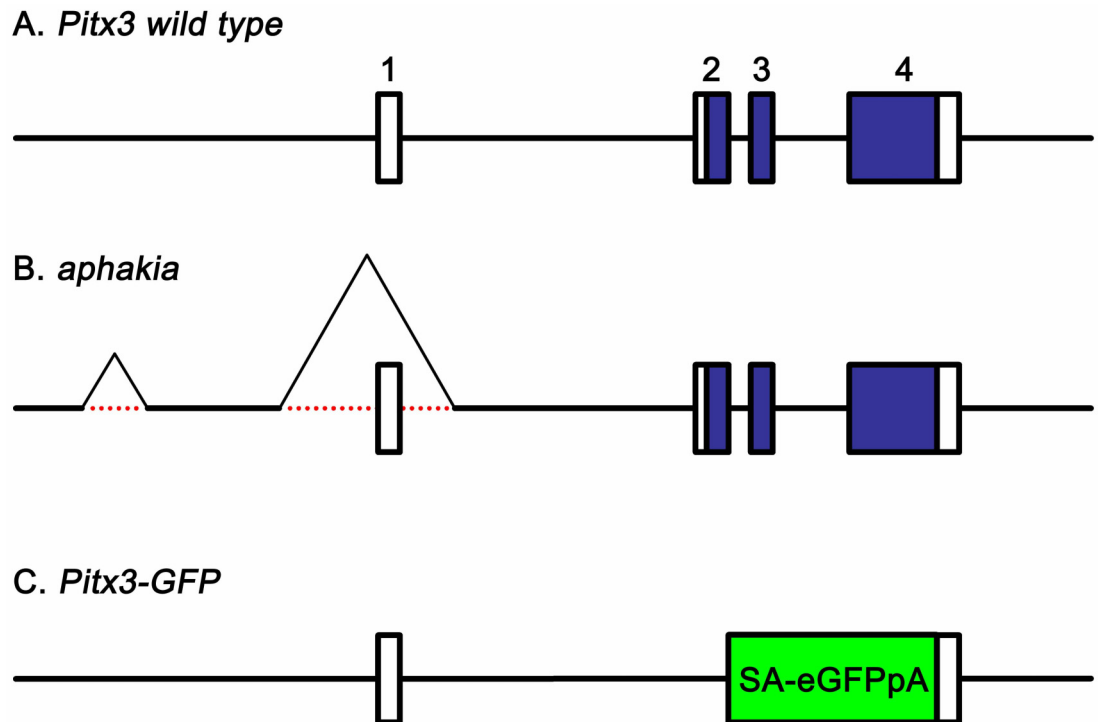 A. Pitx3 wild type
1 2 3 4
B. aphakia
C. Pitx3-GFP
SA-eGFPpA